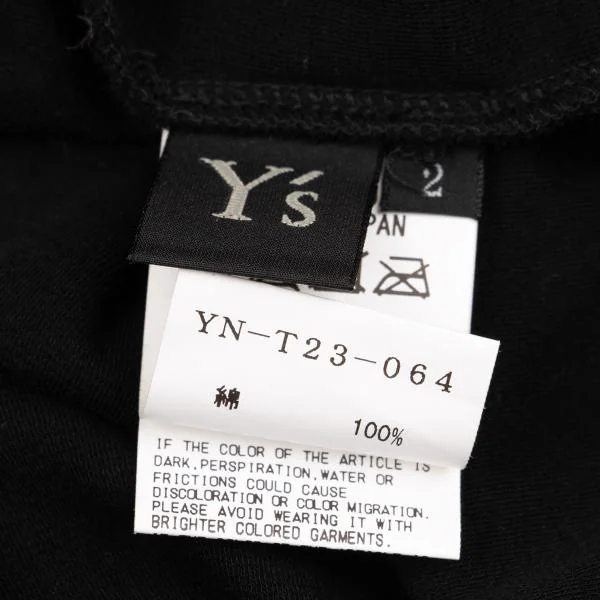 Y's
2
PAN
YN-T23-064
綿 100%
IF THE COLOR OF THE ARTICLE IS
DARK, PERSPIRATION, WATER OR
FRICTIONS COULD CAUSE
DISCOLORATION OR COLOR MIGRATION.
PLEASE AVOID WEARING IT WITH
BRIGHTER COLORED GARMENTS.